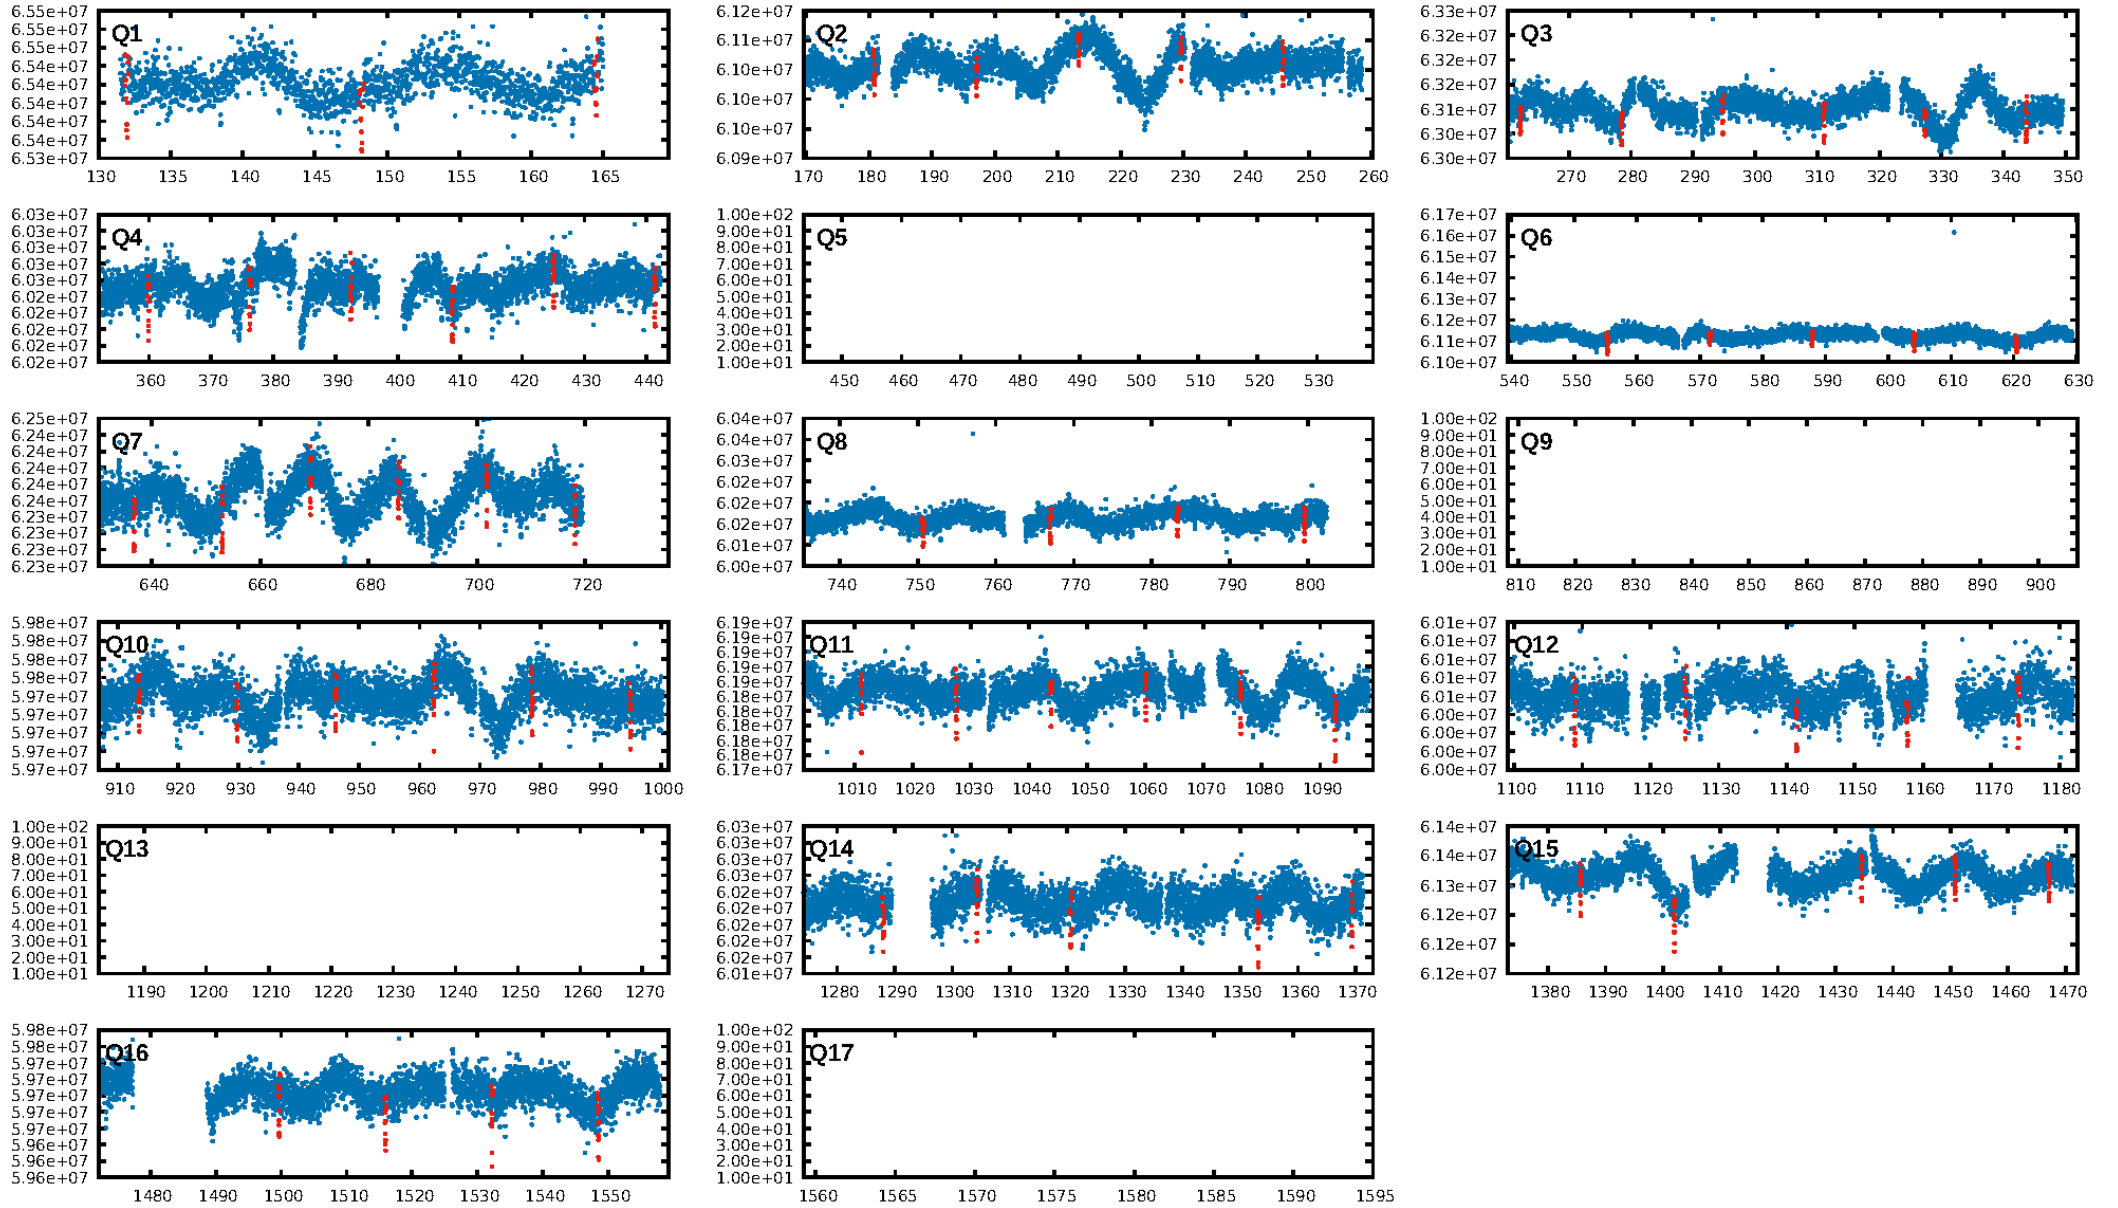 Q1
6.55e+07
6.55e+07
6.55e+07
6.54e+07
6.54e+07
6.54e+07
6.54e+07
6.54e+07
6.53e+07
130 135 140 145 150 155 160 165
Q2
6.12e+07
6.11e+07
6.10e+07
6.10e+07
6.10e+07
6.09e+07
170 180 190 200 210 220 230 240 250 260
Q3
6.33e+07
6.32e+07
6.32e+07
6.32e+07
6.31e+07
6.30e+07
6.30e+07
270 280 290 300 310 320 330 340 350
Q4
6.03e+07
6.03e+07
6.03e+07
6.03e+07
6.03e+07
6.02e+07
6.02e+07
6.02e+07
6.02e+07
6.02e+07
360 370 380 390 400 410 420 430 440
Q5
1.00e+02
9.00e+01
8.00e+01
7.00e+01
6.00e+01
5.00e+01
4.00e+01
3.00e+01
2.00e+01
1.00e+01
450 460 470 480 490 500 510 520 530
Q6
6.17e+07
6.16e+07
6.15e+07
6.14e+07
6.13e+07
6.12e+07
6.11e+07
6.10e+07
540 550 560 570 580 590 600 610 620 630
Q7
6.25e+07
6.24e+07
6.24e+07
6.24e+07
6.24e+07
6.24e+07
6.23e+07
6.23e+07
6.23e+07
6.23e+07
640 660 680 700 720
Q8
6.04e+07
6.04e+07
6.03e+07
6.02e+07
6.02e+07
6.02e+07
6.01e+07
6.00e+07
740 750 760 770 780 790 800
Q9
1.00e+02
9.00e+01
8.00e+01
7.00e+01
6.00e+01
5.00e+01
4.00e+01
3.00e+01
2.00e+01
1.00e+01
810 820 830 840 850 860 870 880 890 900
Q10
5.98e+07
5.98e+07
5.98e+07
5.98e+07
5.97e+07
5.97e+07
5.97e+07
5.97e+07
5.97e+07
910 920 930 940 950 960 970 980 990 1000
Q11
6.19e+07
6.19e+07
6.19e+07
6.19e+07
6.19e+07
6.18e+07
6.18e+07
6.18e+07
6.18e+07
6.18e+07
6.17e+07
1010 1020 1030 1040 1050 1060 1070 1080 1090
Q12
6.01e+07
6.01e+07
6.01e+07
6.01e+07
6.01e+07
6.00e+07
6.00e+07
6.00e+07
6.00e+07
1100 1110 1120 1130 1140 1150 1160 1170 1180
Q13
1.00e+02
9.00e+01
8.00e+01
7.00e+01
6.00e+01
5.00e+01
4.00e+01
3.00e+01
2.00e+01
1.00e+01
1190 1200 1210 1220 1230 1240 1250 1260 1270
Q14
6.03e+07
6.03e+07
6.03e+07
6.02e+07
6.02e+07
6.02e+07
6.02e+07
6.02e+07
6.02e+07
6.01e+07
1280 1290 1300 1310 1320 1330 1340 1350 1360 1370
Q15
6.14e+07
6.14e+07
6.13e+07
6.12e+07
6.12e+07
6.12e+07
1380 1390 1400 1410 1420 1430 1440 1450 1460 1470
Q16
5.98e+07
5.98e+07
5.97e+07
5.97e+07
5.97e+07
5.97e+07
5.97e+07
5.96e+07
5.96e+07
5.96e+07
1480 1490 1500 1510 1520 1530 1540 1550
Q17
1.00e+02
9.00e+01
8.00e+01
7.00e+01
6.00e+01
5.00e+01
4.00e+01
3.00e+01
2.00e+01
1.00e+01
1560 1565 1570 1575 1580 1585 1590 1595